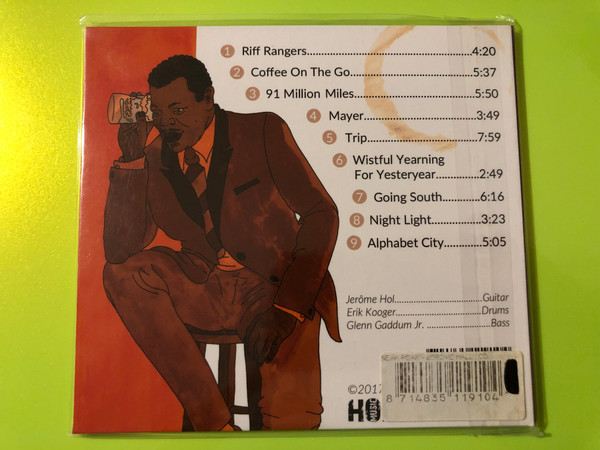 1 Riff Rangers..................................................4:20
2 Coffee On The Go.....................................5:37
3 91 Million Miles....................................5:50
4 Mayer..................................3:49
5 Trip........................................7:59
6 Wistful Yearning
For Yesteryear.............2:49
7 Going South................6:16
8 Night Light....................3:23
9 Alphabet City................5:05
Jerôme Hol....................................Guitar
Erik Kooger......................................Drums
Glenn Gaddum Jr. .........................Bass
©2017
HO
MUSIC
8 714835 119104